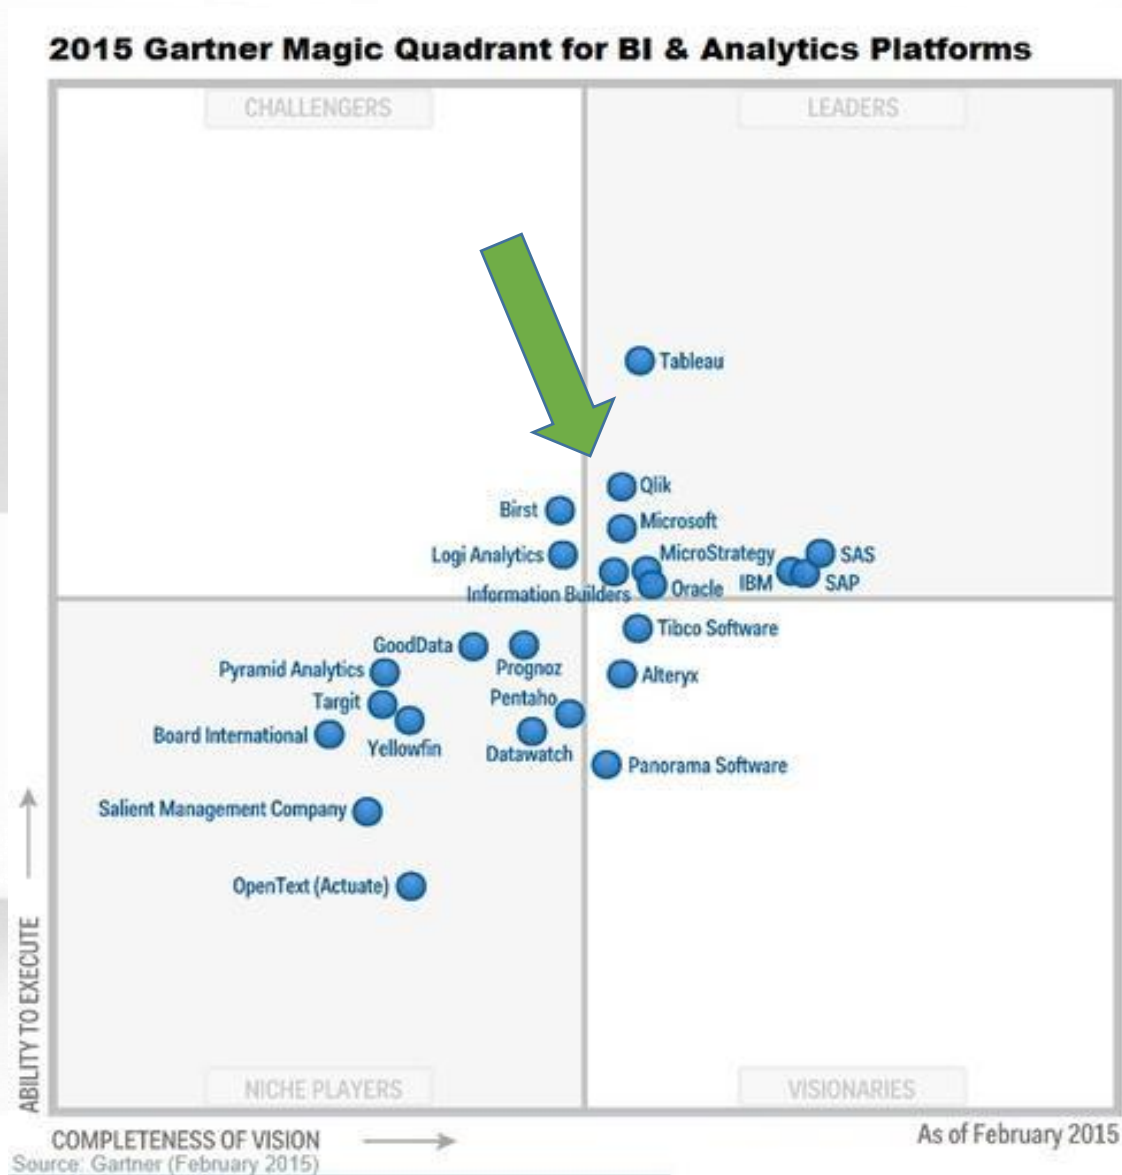 2015 Gartner Magic Quadrant for BI & Analytics Platforms
CHALLENGERS
LEADERS
Tableau
Qlik
Birst
Microsoft
Logi Analytics
MicroStrategy
SAS
Information Builders
Oracle
IBM
SAP
Tibco Software
GoodData
Prognoz
Pyramid Analytics
Alteryx
Targit
Pentaho
Board International
Yellowfin
Datawatch
Panorama Software
Salient Management Company
OpenText (Actuate)
ABILITY TO EXECUTE
NICHE PLAYERS
VISIONARIES
COMPLETENESS OF VISION
As of February 2015
Source: Gartner (February 2015)